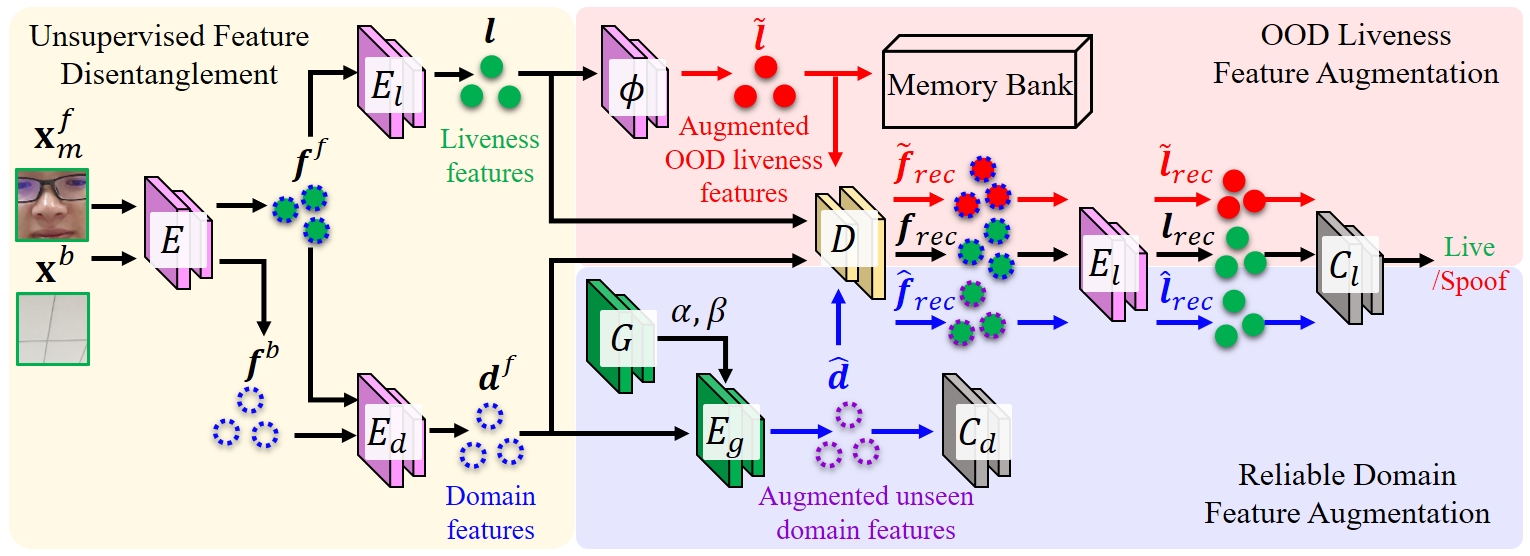 Unsupervised Feature
Disentanglement
OOD Liveness
Feature Augmentation
Reliable Domain
Feature Augmentation
x_m^f
x^b
E
f^f
f^b
E_l
l
Liveness
features
E_d
d^f
Domain
features
ϕ
l̃
Augmented
OOD liveness
features
Memory Bank
D
G
α, β
E_g
d̂
Augmented unseen
domain features
C_d
f̃_rec
f_rec
f̂_rec
E_l
l̃_rec
l_rec
l̂_rec
C_l
Live
/Spoof